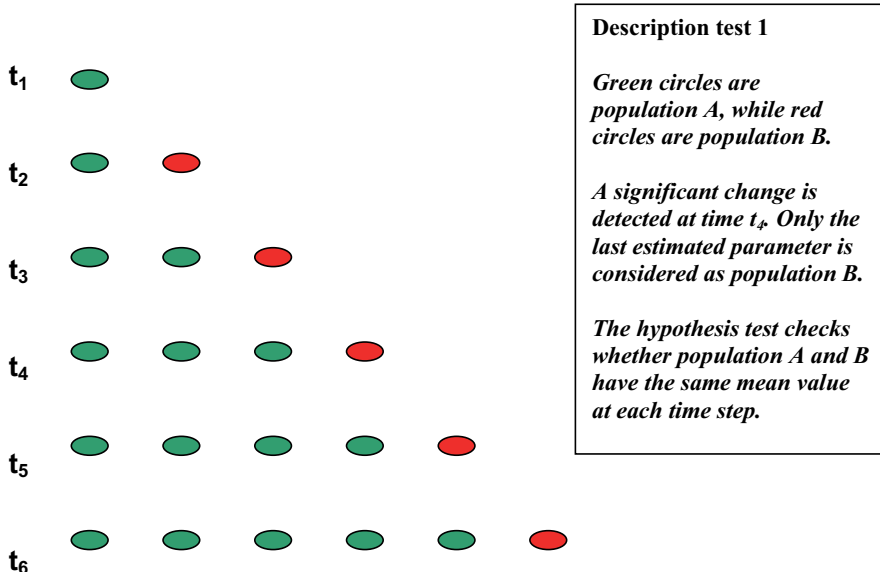 t₁
t₂
t₃
t₄
t₅
t₆
Description test 1
Green circles are
population A, while red
circles are population B.
A significant change is
detected at time t₄. Only the
last estimated parameter is
considered as population B.
The hypothesis test checks
whether population A and B
have the same mean value
at each time step.